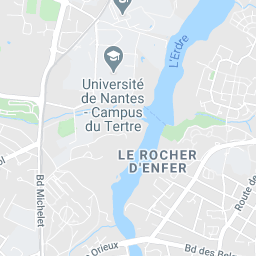 L'Erdre
Université
de Nantes
- Campus
du Tertre
LE ROCHER
D'ENFER
Bd Michelet
Route de
Orieux
Bd des Bel